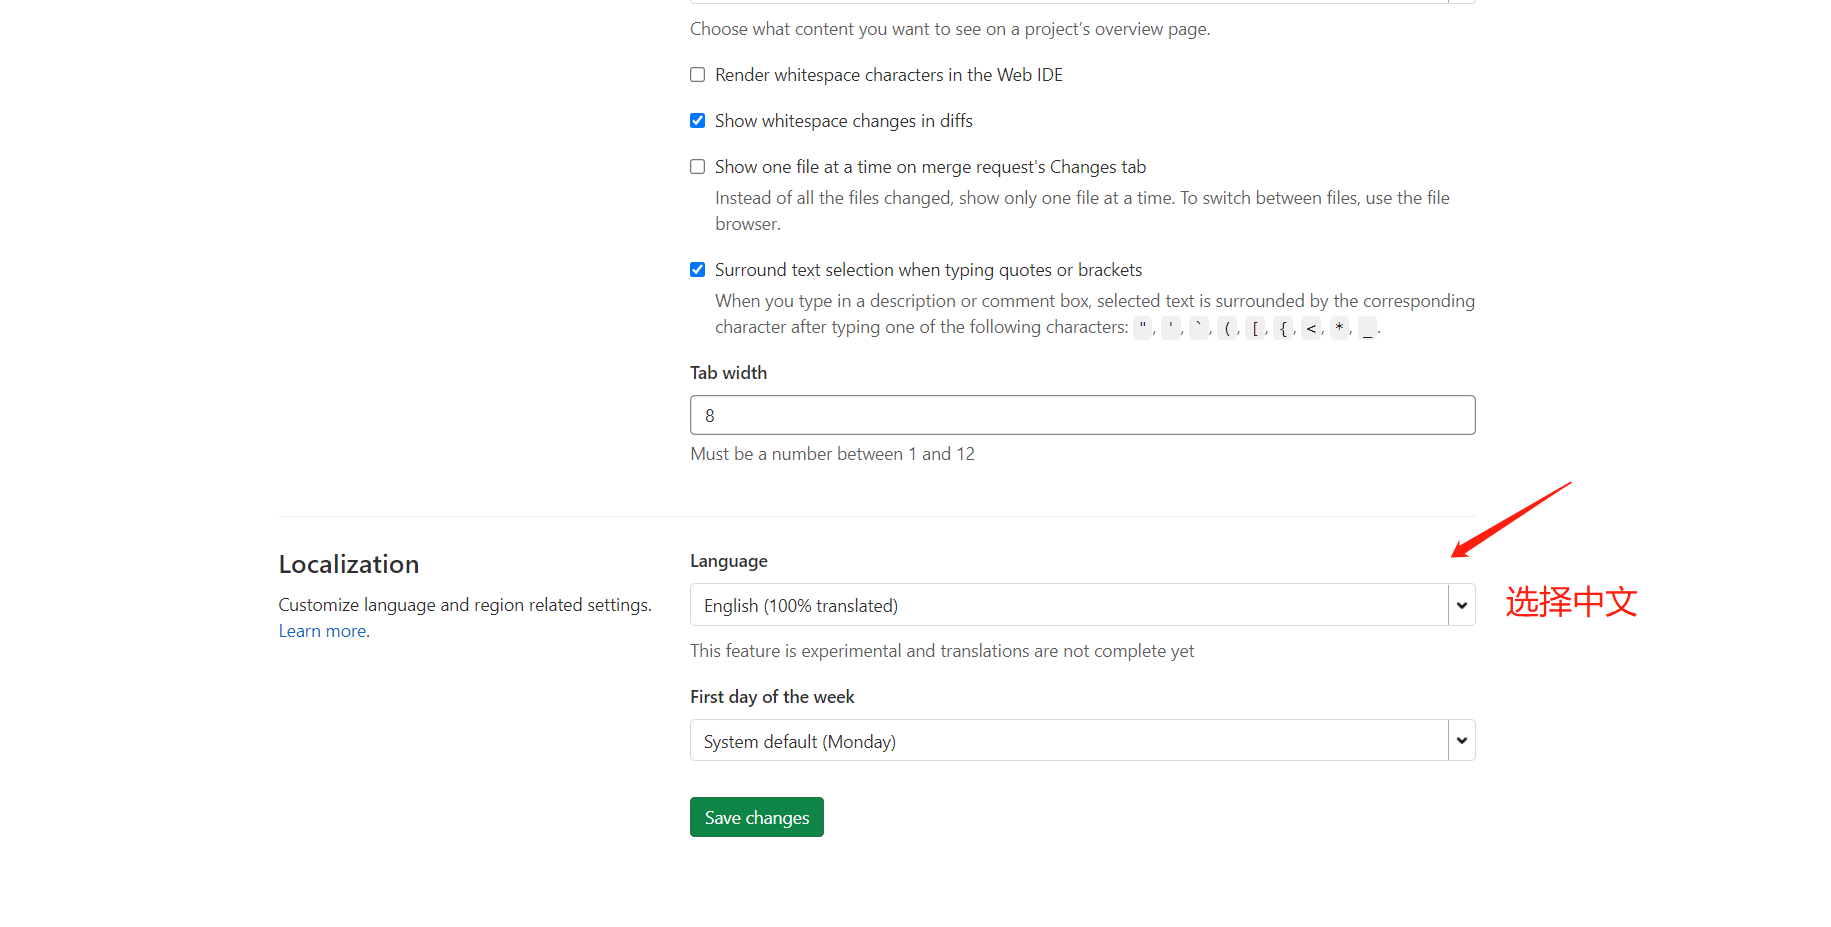 Choose what content you want to see on a project’s overview page.
Render whitespace characters in the Web IDE
Show whitespace changes in diffs
Show one file at a time on merge request's Changes tab
Instead of all the files changed, show only one file at a time. To switch between files, use the file
browser.
Surround text selection when typing quotes or brackets
When you type in a description or comment box, selected text is surrounded by the corresponding
character after typing one of the following characters: ", ', `, (, [, {, <, *, _.
Tab width
8
Must be a number between 1 and 12
Localization
Customize language and region related settings.
Learn more.
Language
English (100% translated)
选择中文
This feature is experimental and translations are not complete yet
First day of the week
System default (Monday)
Save changes